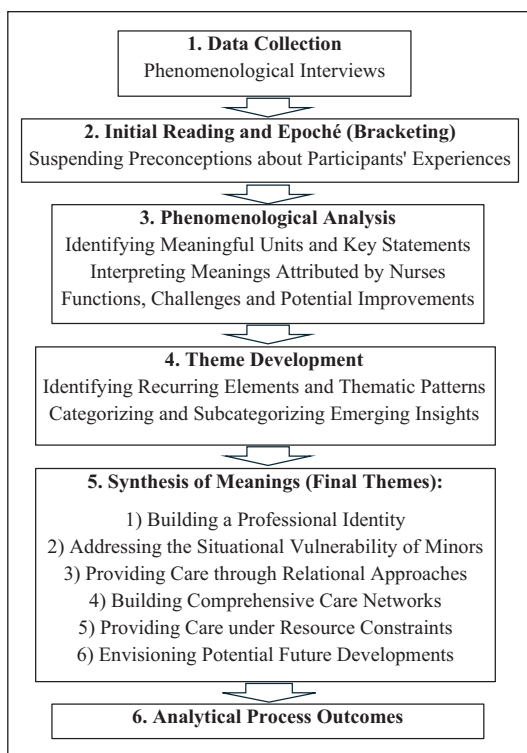 1. Data Collection
Phenomenological Interviews
2. Initial Reading and Epoché (Bracketing)
Suspending Preconceptions about Participants' Experiences
3. Phenomenological Analysis
Identifying Meaningful Units and Key Statements
Interpreting Meanings Attributed by Nurses
Functions, Challenges and Potential Improvements
4. Theme Development
Identifying Recurring Elements and Thematic Patterns
Categorizing and Subcategorizing Emerging Insights
5. Synthesis of Meanings (Final Themes):
1) Building a Professional Identity
2) Addressing the Situational Vulnerability of Minors
3) Providing Care through Relational Approaches
4) Building Comprehensive Care Networks
5) Providing Care under Resource Constraints
6) Envisioning Potential Future Developments
6. Analytical Process Outcomes